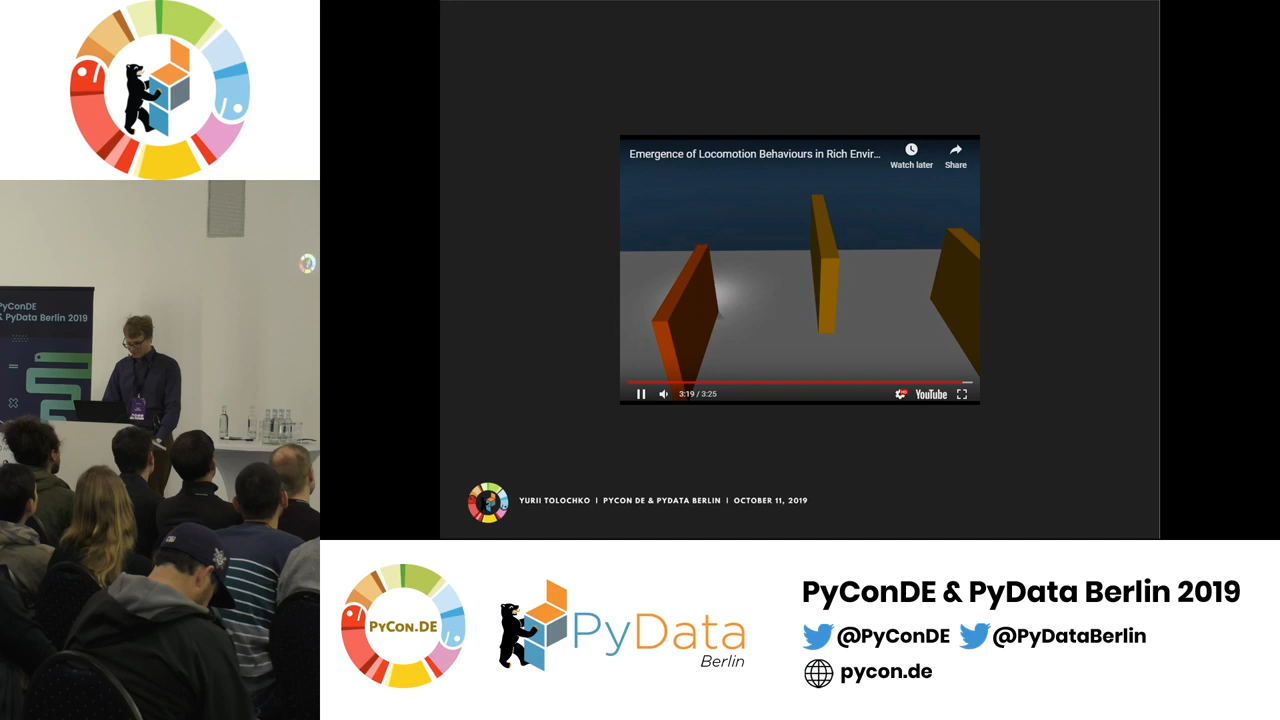 Emergence of Locomotion Behaviours in Rich Envir...
Watch later
Share
3:19 / 3:25
YouTube
YURII TOLOCHKO | PYCON DE & PYDATA BERLIN | OCTOBER 11, 2019
PyConDE
& PyData Berlin 2019
PYCON.DE
PyData
Berlin
PyConDE & PyData Berlin 2019
@PyConDE @PyDataBerlin
pycon.de